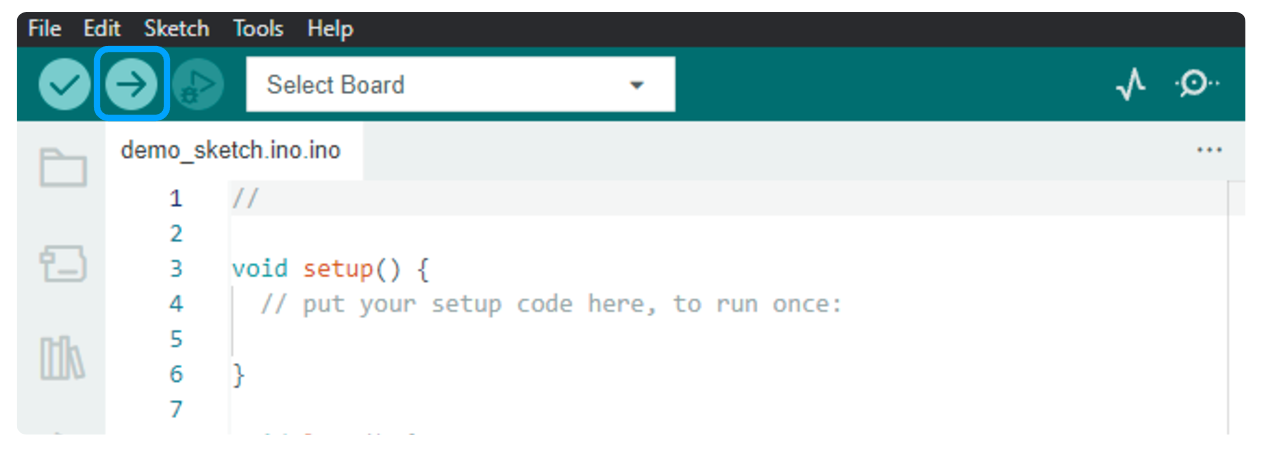 File Edit Sketch Tools Help
Select Board
demo_sketch.ino.ino
1 //
2
3 void setup() {
4 // put your setup code here, to run once:
5
6 }
7